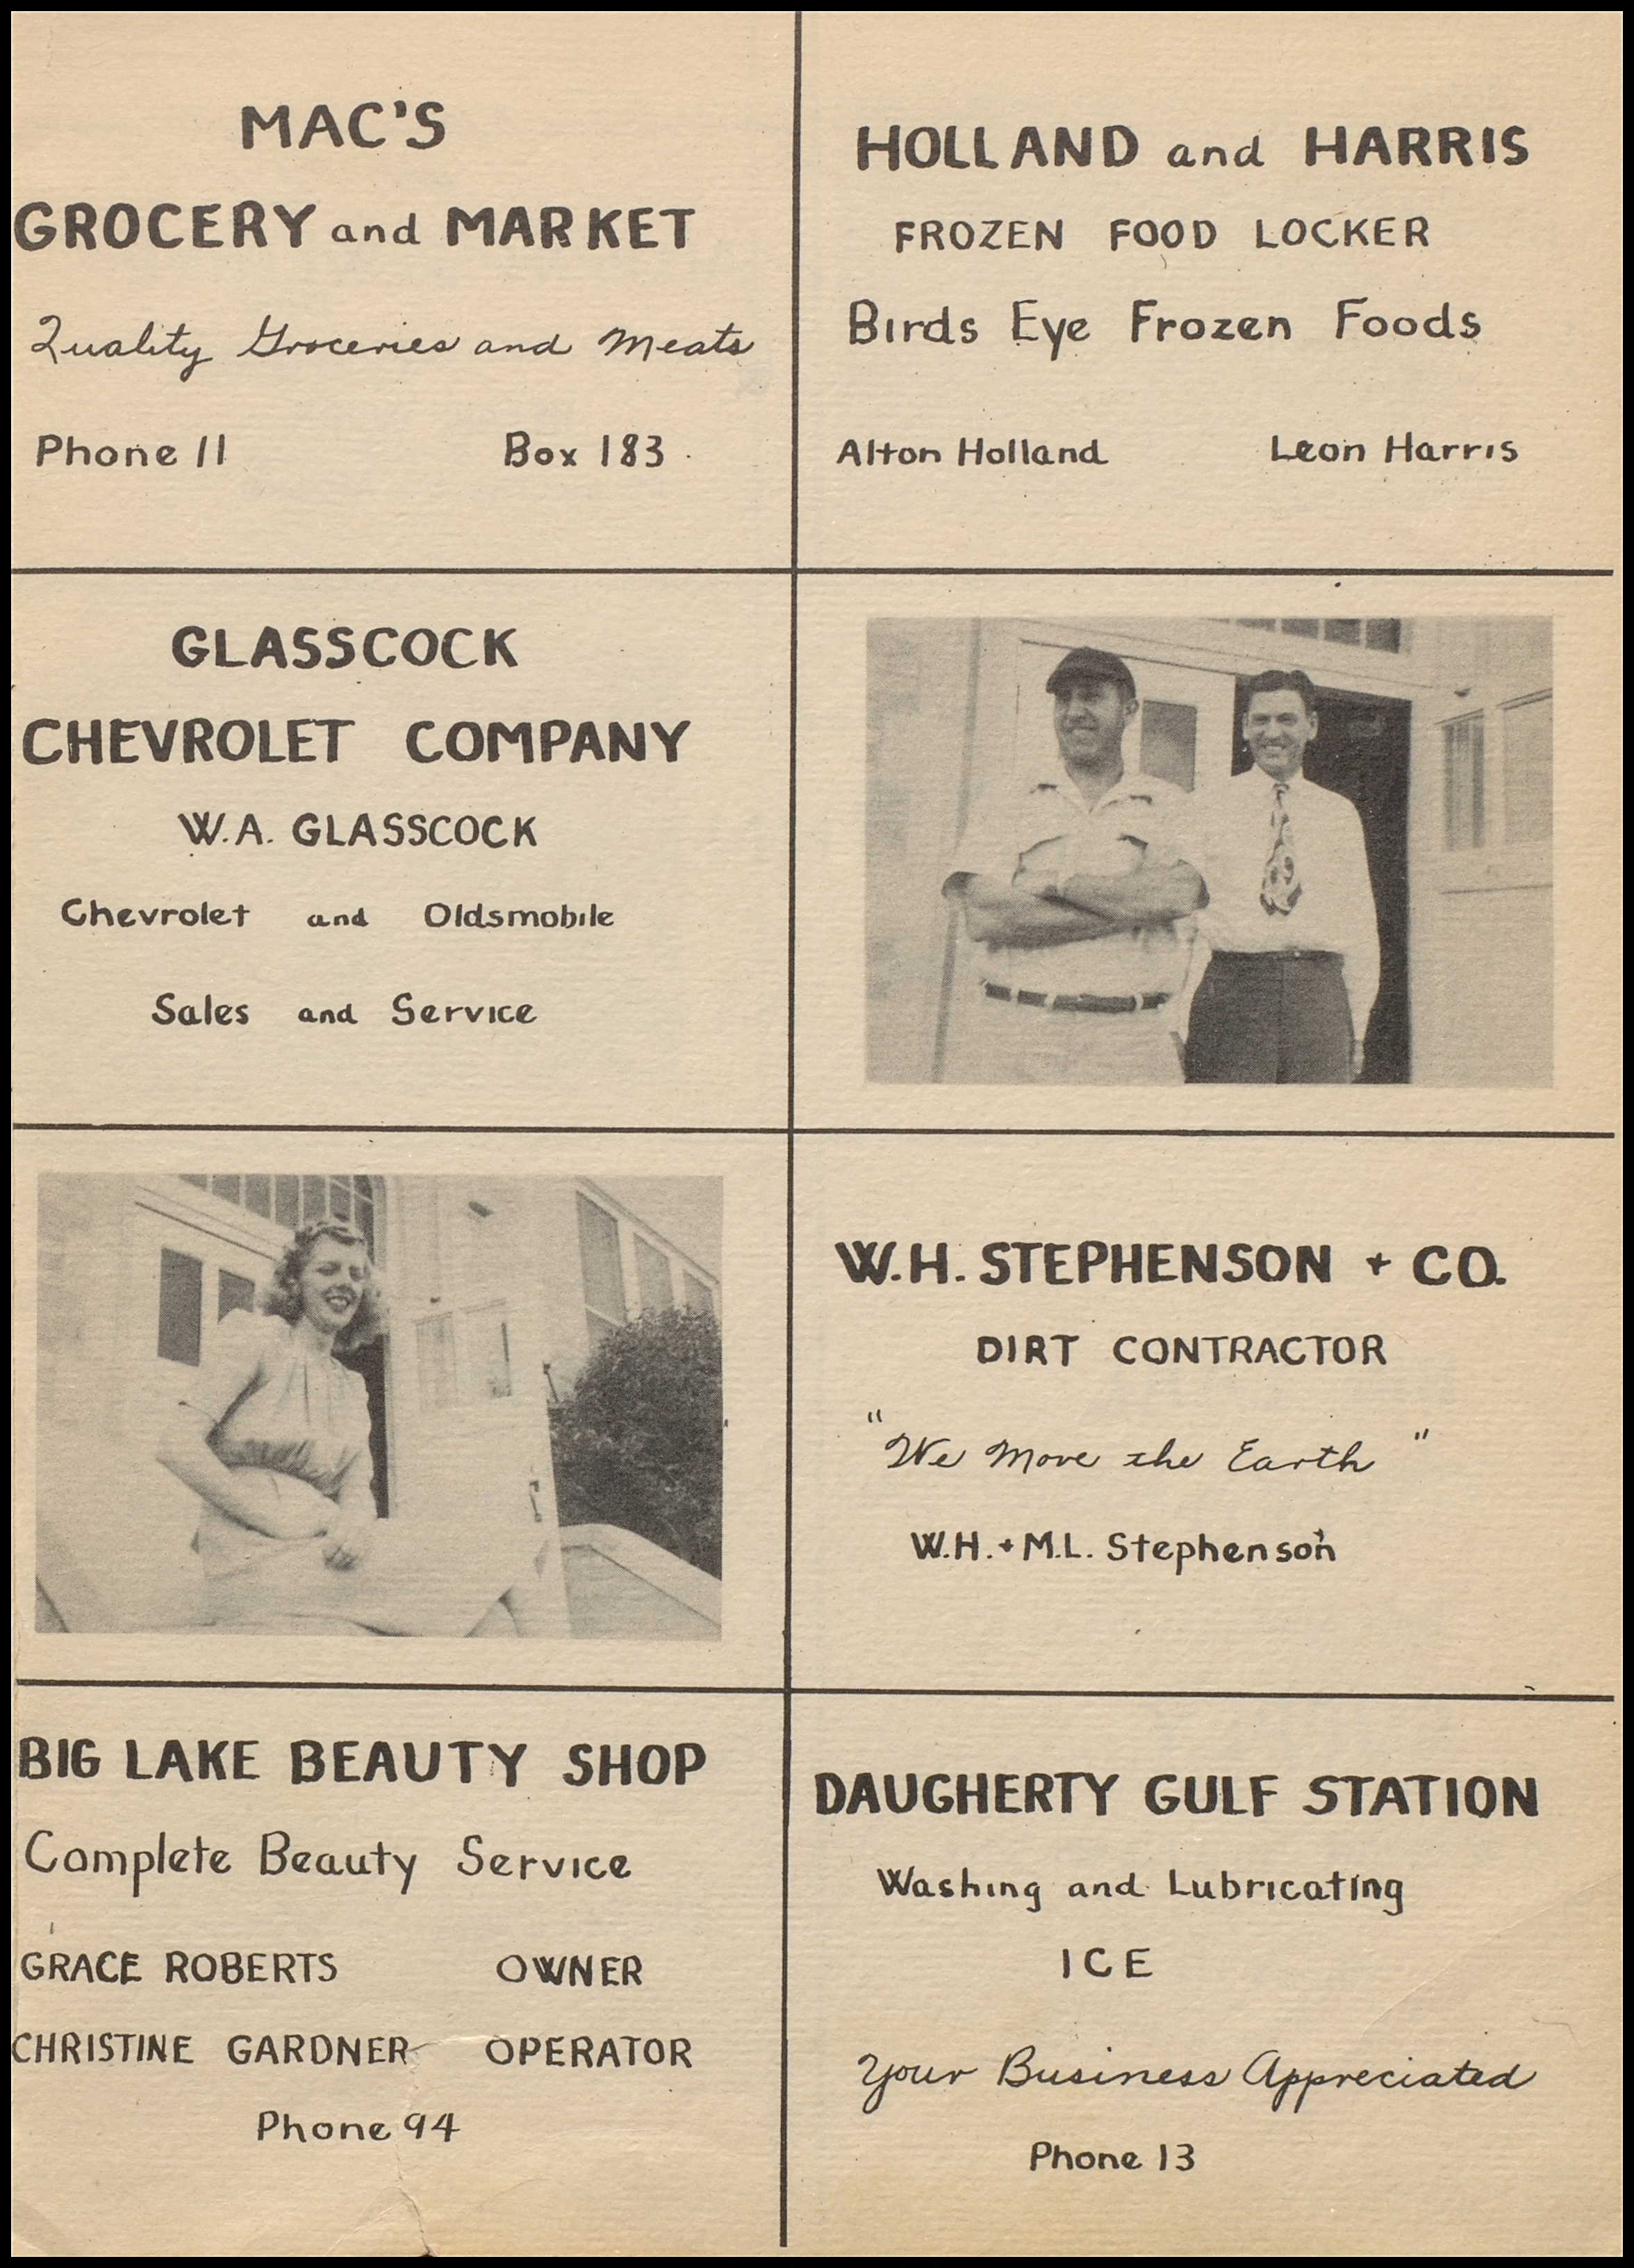 MAC'S
GROCERY and MARKET
Quality Groceries and Meats
Phone 11 Box 183
HOLLAND and HARRIS
FROZEN FOOD LOCKER
Birds Eye Frozen Foods
Alton Holland Leon Harris
GLASSCOCK
CHEVROLET COMPANY
W.A. GLASSCOCK
Chevrolet and Oldsmobile
Sales and Service
W.H. STEPHENSON + CO.
DIRT CONTRACTOR
"We Move the Earth"
W.H. + M.L. Stephenson
BIG LAKE BEAUTY SHOP
Complete Beauty Service
GRACE ROBERTS OWNER
CHRISTINE GARDNER OPERATOR
Phone 94
DAUGHERTY GULF STATION
Washing and Lubricating
ICE
Your Business Appreciated
Phone 13